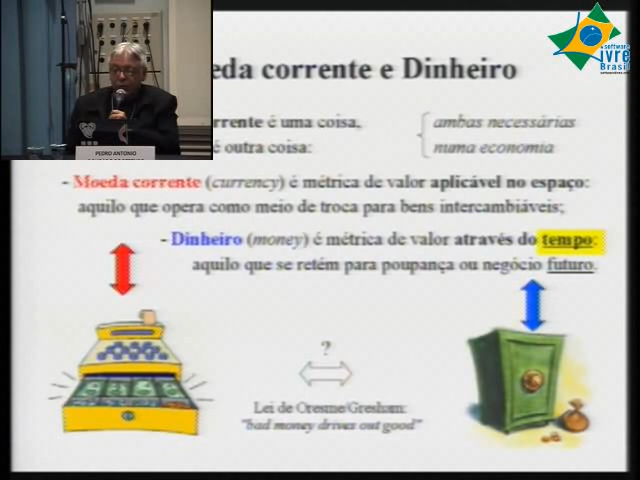 software
livre
Brasil
eda corrente e Dinheiro
PEDRO ANTONIO
rrente é uma coisa,
é outra coisa:
ambas necessárias
numa economia
- Moeda corrente (currency) é métrica de valor aplicável no espaço:
aquilo que opera como meio de troca para bens intercambiáveis;
- Dinheiro (money) é métrica de valor através do tempo:
aquilo que se retém para poupança ou negócio futuro.
?
Lei de Oresme/Gresham:
"bad money drives out good"